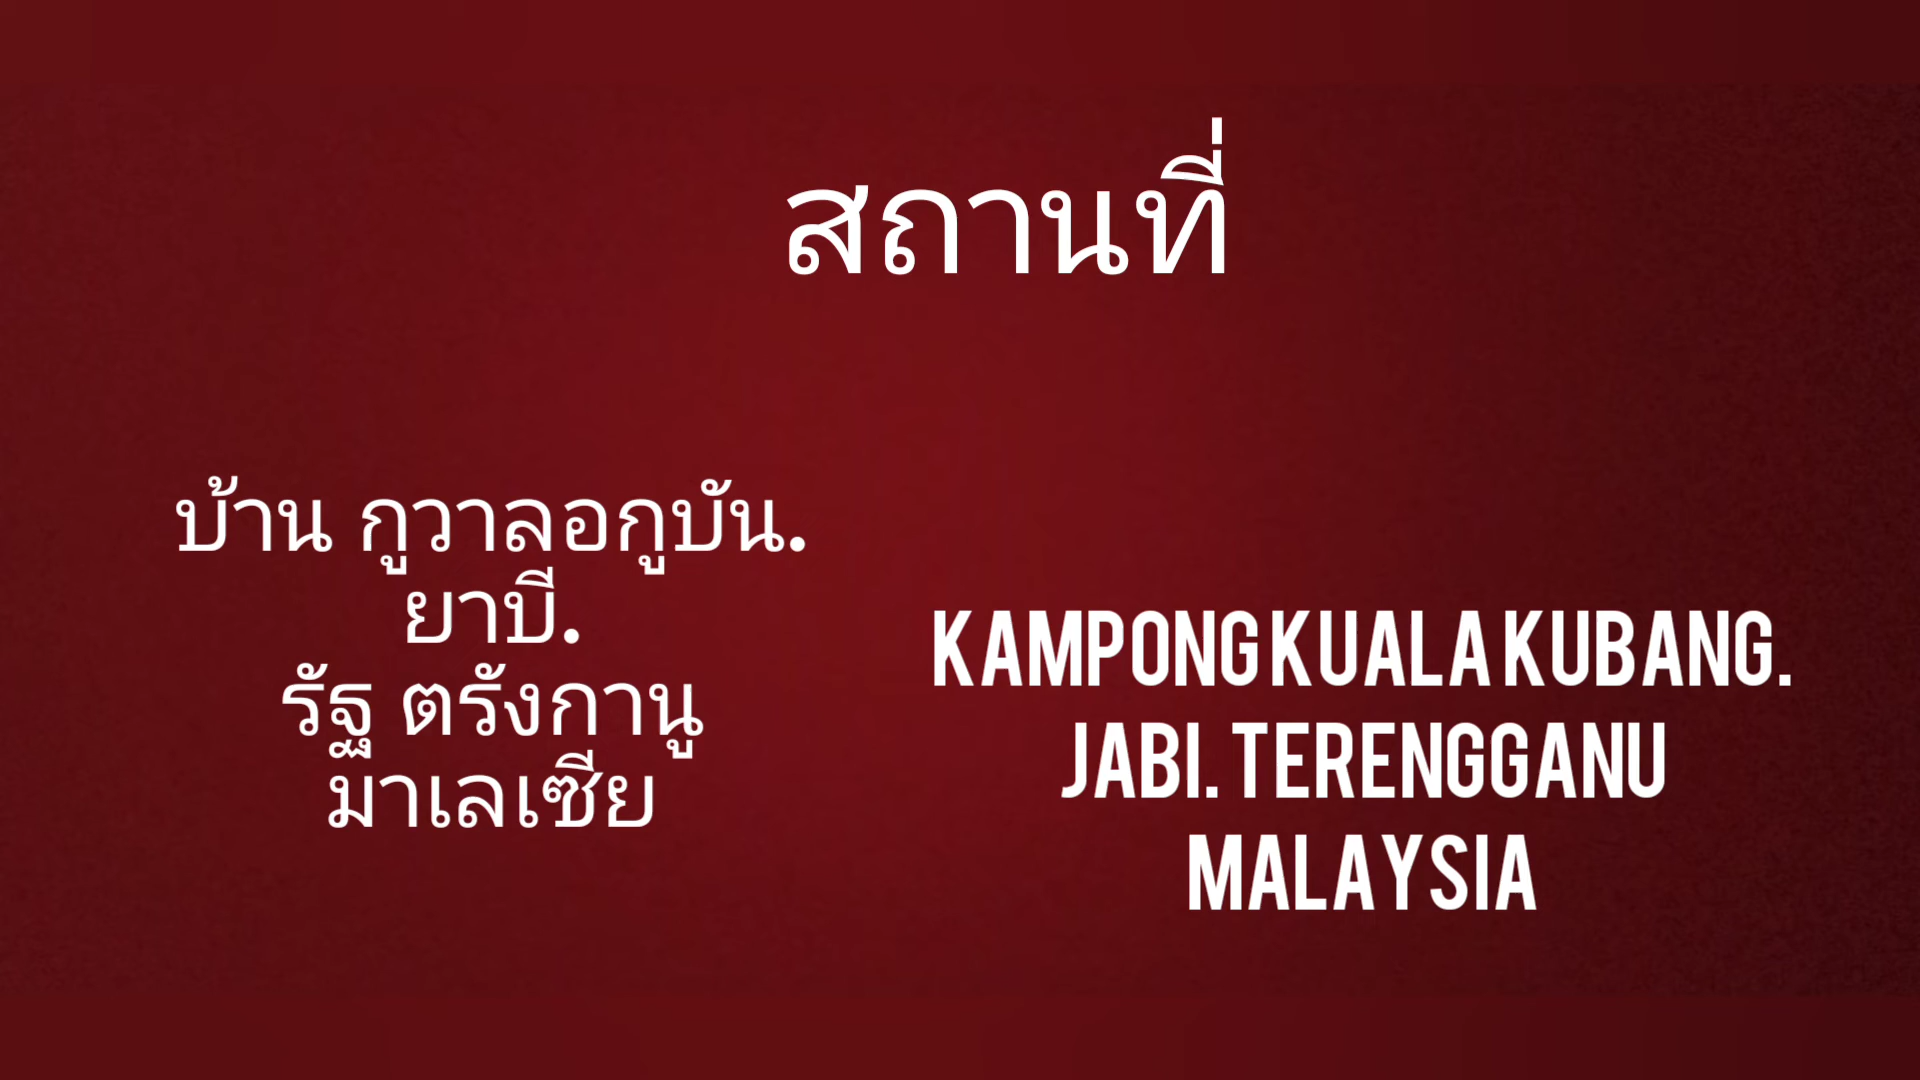 สถานที่
บ้าน กูวาลอกูบัน.
ยาบี.
รัฐ ตรังกานู
มาเลเซีย
KAMPONG KUALA KUBANG.
JABI. TERENGGANU
MALAYSIA